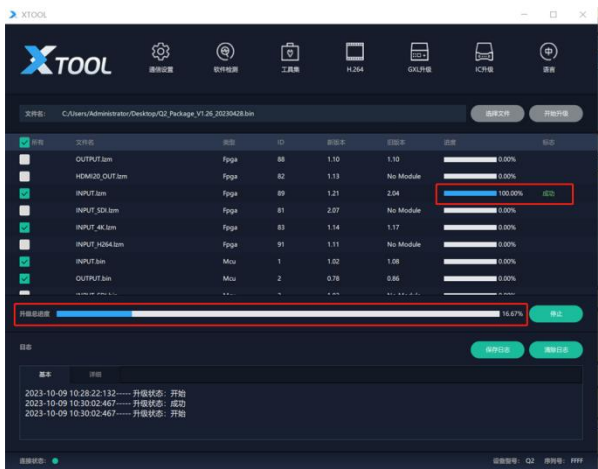 XTOOL
XTOOL
通信设置 软件检测 工具集 H.264 GXL升级 IC升级 语言
文件名: C:/Users/Administrator/Desktop/Q2_Package_V1.26_20230428.bin 选择文件 开始升级
所有 文件名 类型 ID 新版本 旧版本 进度 标志
OUTPUT.lzm Fpga 88 1.10 1.10 0.00%
HDMI20_OUT.lzm Fpga 82 1.13 No Module 0.00%
INPUT.lzm Fpga 89 1.21 2.04 100.00% 成功
INPUT_SDI.lzm Fpga 81 2.07 No Module 0.00%
INPUT_4K.lzm Fpga 83 1.14 1.17 0.00%
INPUT_H264.lzm Fpga 91 1.11 No Module 0.00%
INPUT.bin Mcu 1 1.02 1.08 0.00%
OUTPUT.bin Mcu 2 0.78 0.86 0.00%
升级总进度 16.67% 停止
日志 保存日志 清除日志
基本 详细
2023-10-09 10:28:22:132----- 升级状态: 开始
2023-10-09 10:30:02:467----- 升级状态: 成功
2023-10-09 10:30:02:467----- 升级状态: 开始
连接状态: 设备型号: Q2 序列号: FFFF